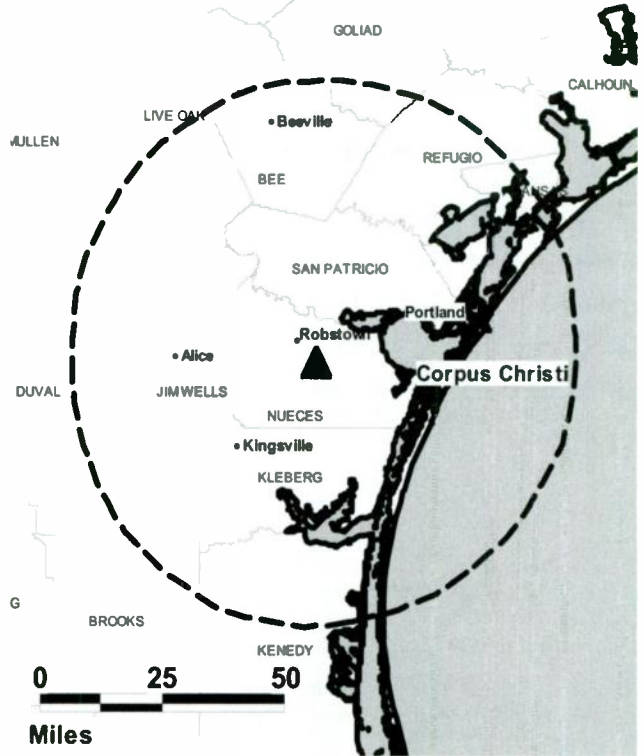 GOLIAD
CALHOUN
LIVE OAK
Beeville
REFUGIO
BEE
SAN PATRICIO
Portland
Robstown
Alice
Corpus Christi
DUVAL
JIM WELLS
NUECES
Kingsville
KLEBERG
G
BROOKS
KENEDY
0 25 50
Miles